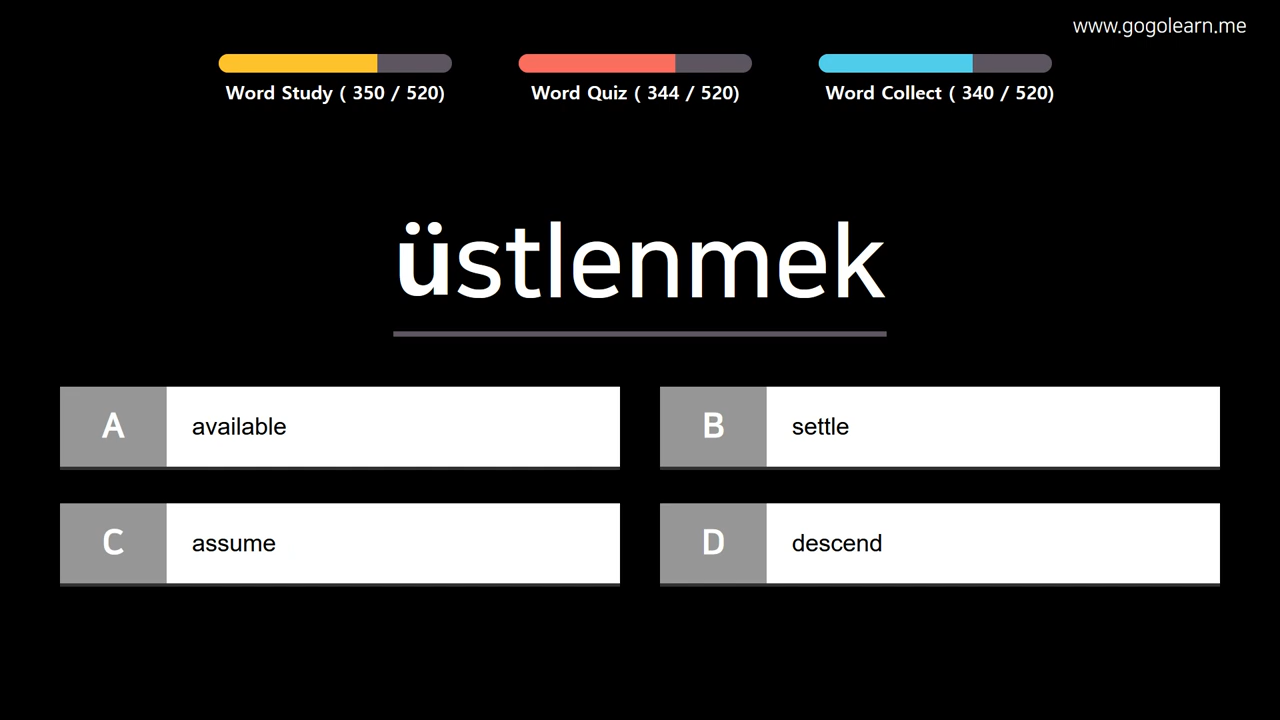 www.gogolearn.me
Word Study ( 350 / 520) Word Quiz ( 344 / 520) Word Collect ( 340 / 520)
üstlenmek
A available
B settle
C assume
D descend